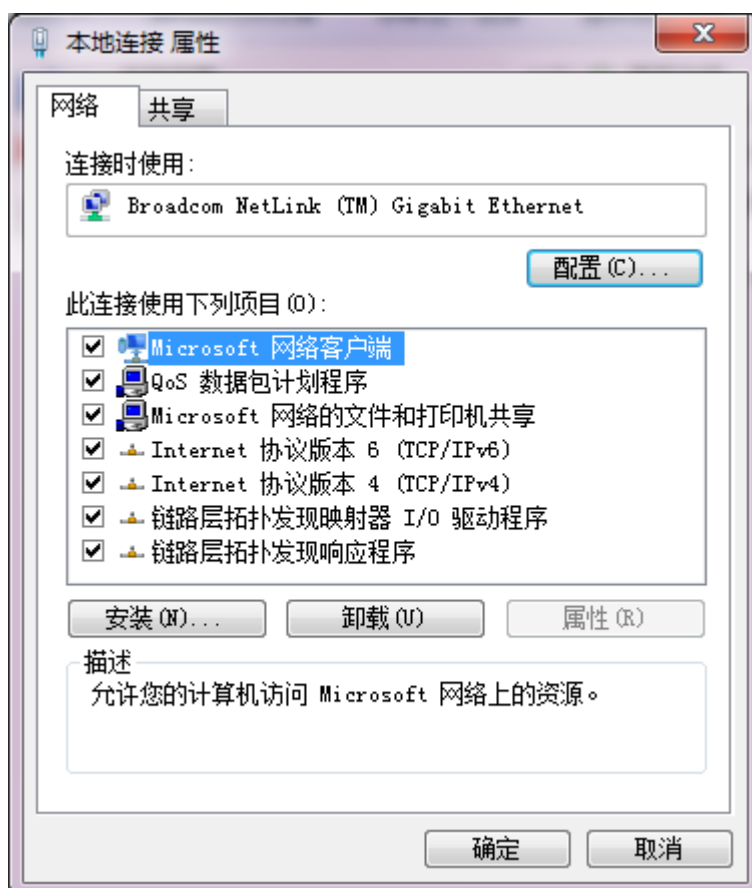 本地连接 属性
网络
共享
连接时使用:
Broadcom NetLink (TM) Gigabit Ethernet
配置(C)...
此连接使用下列项目(O):
Microsoft 网络客户端
QoS 数据包计划程序
Microsoft 网络的文件和打印机共享
Internet 协议版本 6 (TCP/IPv6)
Internet 协议版本 4 (TCP/IPv4)
链路层拓扑发现映射器 I/O 驱动程序
链路层拓扑发现响应程序
安装(N)...
卸载(U)
属性(R)
描述
允许您的计算机访问 Microsoft 网络上的资源。
确定
取消